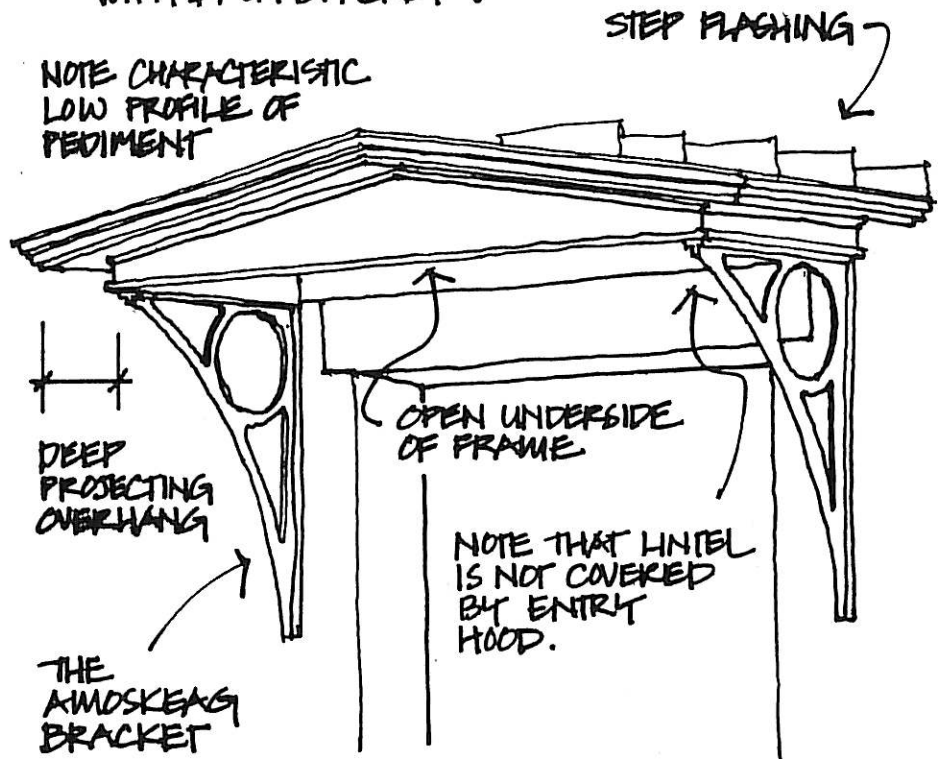 STEP FLASHING
NOTE CHARACTERISTIC
LOW PROFILE OF
PEDIMENT
OPEN UNDERSIDE
OF FRAME
DEEP
PROJECTING
OVERHANG
NOTE THAT LINTEL
IS NOT COVERED
BY ENTRY
HOOD.
THE
AMOSKEAG
BRACKET